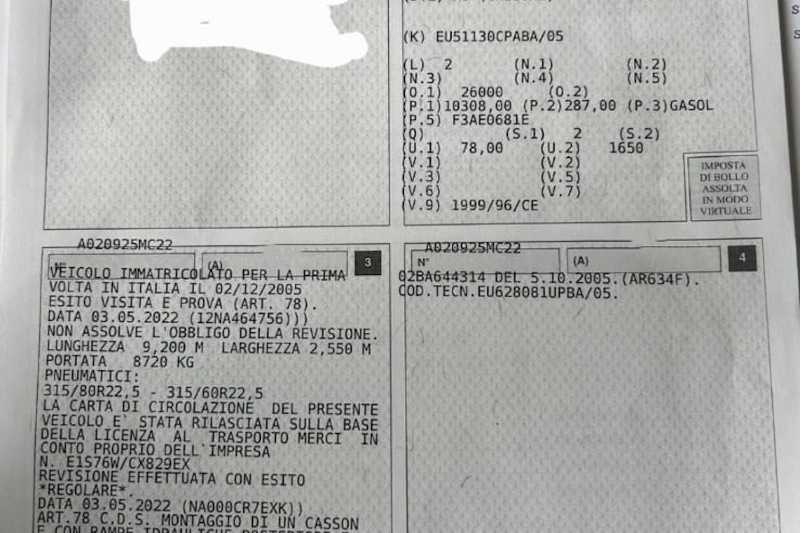 (K) EU51130CPABA/05
(L) 2 (N.1) (N.2)
(N.3) (N.4) (N.5)
(O.1) 26000 (O.2)
(P.1)10308,00 (P.2)287,00 (P.3)GASOL
(P.5) F3AE0681E
(Q) (S.1) 2 (S.2)
(U.1) 78,00 (U.2) 1650
(V.1) (V.2)
(V.3) (V.5)
(V.6) (V.7)
(V.9) 1999/96/CE
IMPOSTA
DI BOLLO
ASSOLTA
IN MODO
VIRTUALE
A020925MC22
N° (A) 3
VEICOLO IMMATRICOLATO PER LA PRIMA
VOLTA IN ITALIA IL 02/12/2005
ESITO VISITA E PROVA (ART. 78).
DATA 03.05.2022 (12NA464756)))
NON ASSOLVE L'OBBLIGO DELLA REVISIONE.
LUNGHEZZA 9,200 M LARGHEZZA 2,550 M
PORTATA 8720 KG
PNEUMATICI:
315/80R22,5 - 315/60R22,5
LA CARTA DI CIRCOLAZIONE DEL PRESENTE
VEICOLO E` STATA RILASCIATA SULLA BASE
DELLA LICENZA AL TRASPORTO MERCI IN
CONTO PROPRIO DELL`IMPRESA
N. E1S76W/CX829EX
REVISIONE EFFETTUATA CON ESITO
*REGOLARE*.
DATA 03.05.2022 (NA000CR7EXK))
ART.78 C.D.S. MONTAGGIO DI UN CASSON
E CON RAMPE IDRAULICHE
A020925MC22
N° (A) 4
02BA644314 DEL 5.10.2005.(AR634F).
COD.TECN.EU628081UPBA/05.